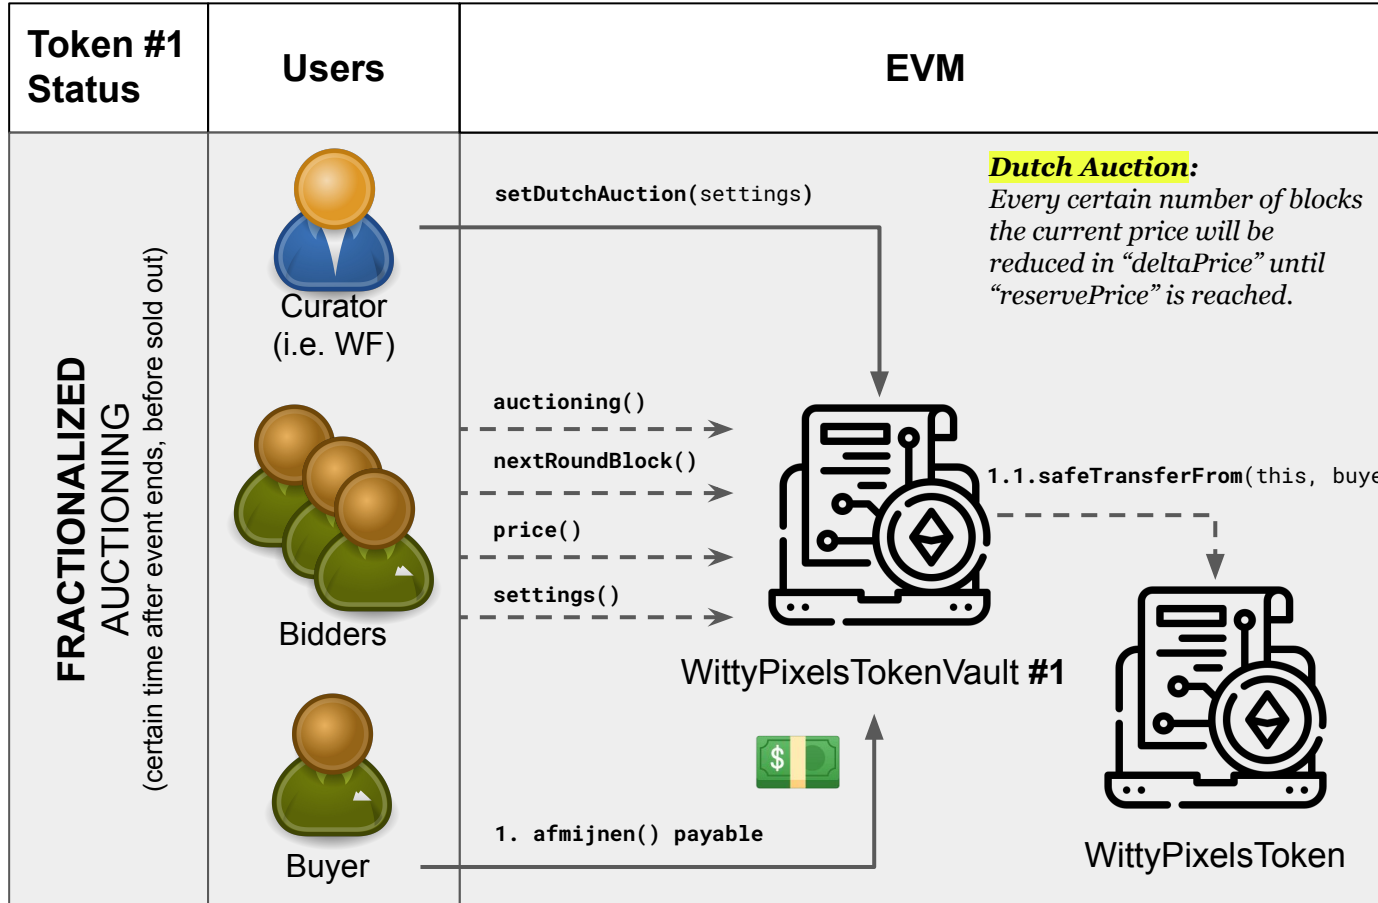 Token #1
Status
Users
EVM
FRACTIONALIZED
AUCTIONING
(certain time after event ends, before sold out)
Curator
(i.e. WF)
setDutchAuction(settings)
Dutch Auction:
Every certain number of blocks
the current price will be
reduced in “deltaPrice” until
“reservePrice” is reached.
auctioning()
nextRoundBlock()
price()
settings()
Bidders
1.1.safeTransferFrom(this, buye
WittyPixelsTokenVault #1
$
1. afmijnen() payable
Buyer
WittyPixelsToken